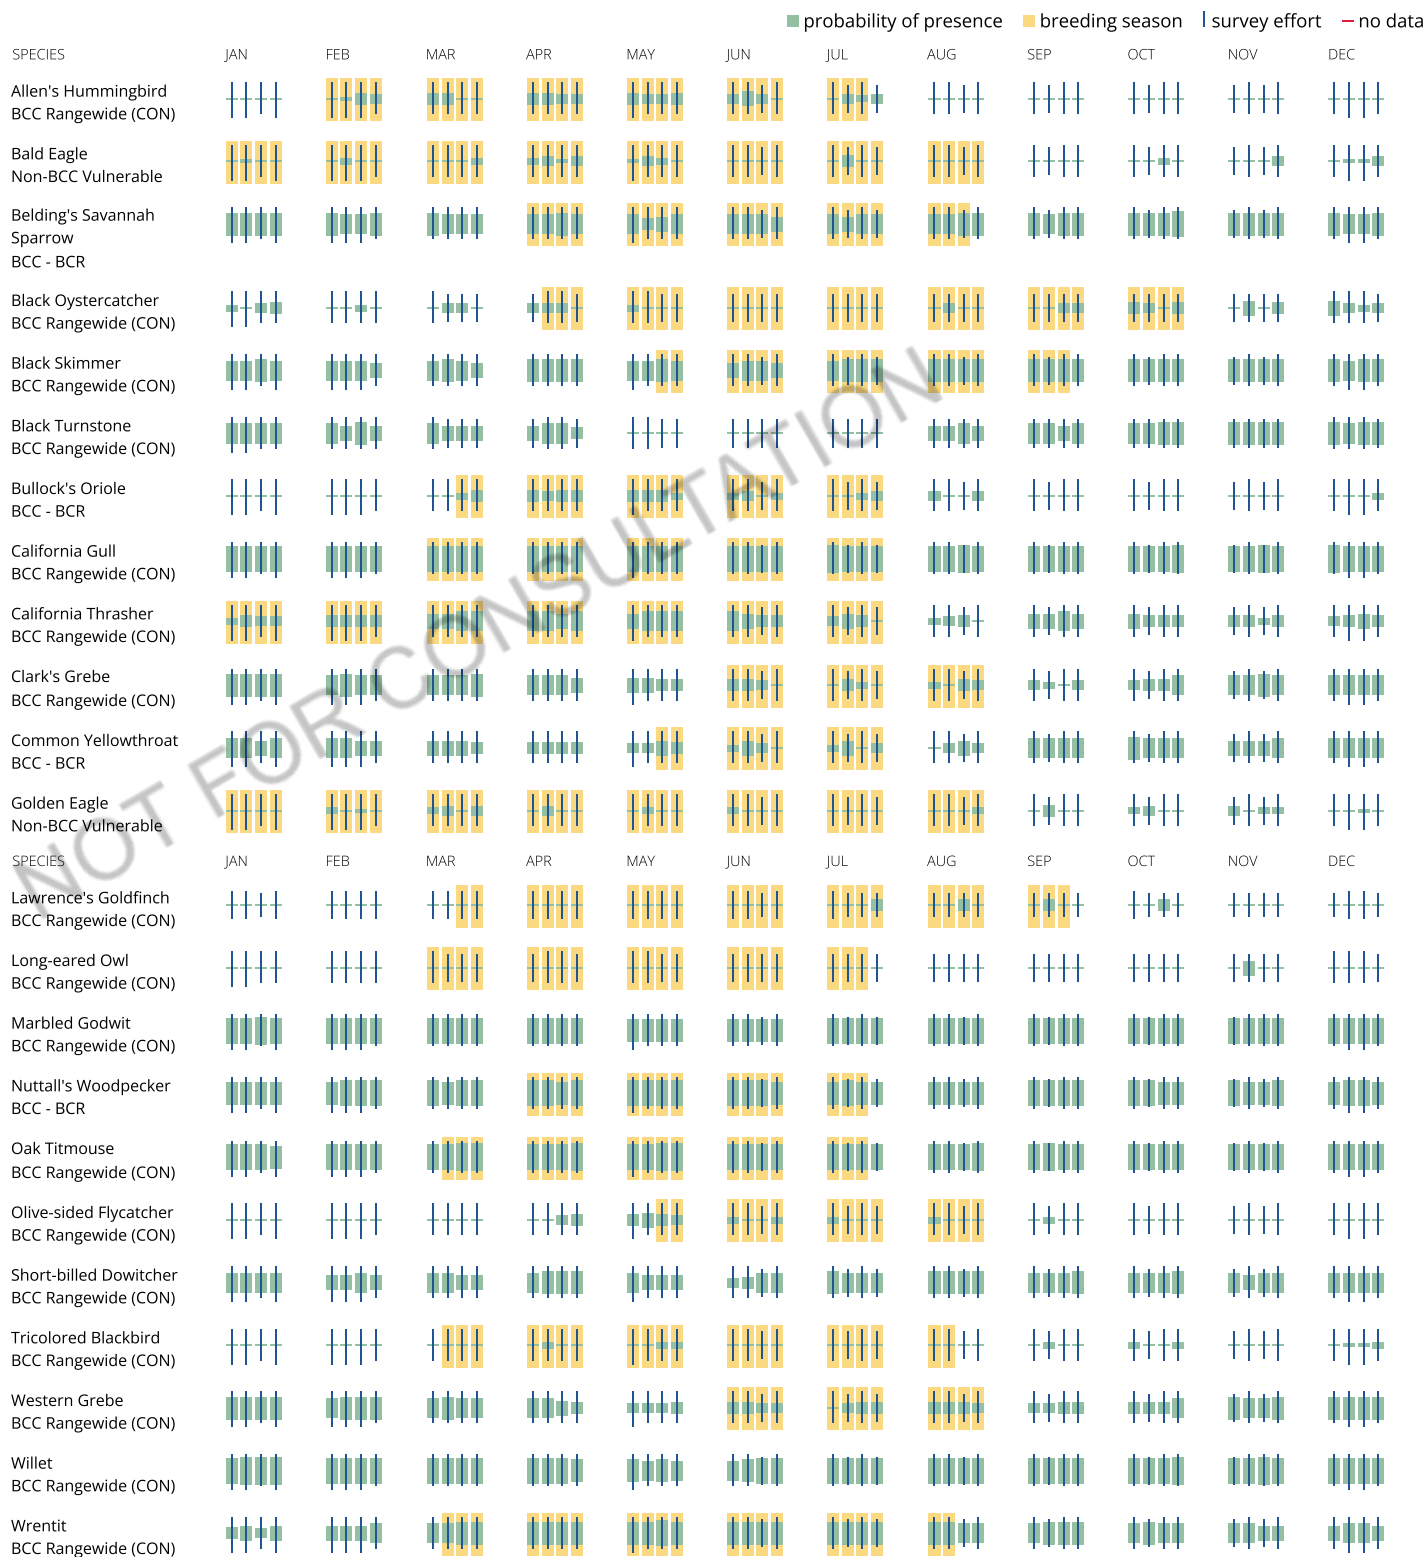 probability of presence breeding season survey effort no data
SPECIES JAN FEB MAR APR MAY JUN JUL AUG SEP OCT NOV DEC
Allen's Hummingbird
BCC Rangewide (CON)
Bald Eagle
Non-BCC Vulnerable
Belding's Savannah
Sparrow
BCC - BCR
Black Oystercatcher
BCC Rangewide (CON)
Black Skimmer
BCC Rangewide (CON)
Black Turnstone
BCC Rangewide (CON)
Bullock's Oriole
BCC - BCR
California Gull
BCC Rangewide (CON)
California Thrasher
BCC Rangewide (CON)
Clark's Grebe
BCC Rangewide (CON)
Common Yellowthroat
BCC - BCR
Golden Eagle
Non-BCC Vulnerable
NOT FOR CONSULTATION
SPECIES JAN FEB MAR APR MAY JUN JUL AUG SEP OCT NOV DEC
Lawrence's Goldfinch
BCC Rangewide (CON)
Long-eared Owl
BCC Rangewide (CON)
Marbled Godwit
BCC Rangewide (CON)
Nuttall's Woodpecker
BCC - BCR
Oak Titmouse
BCC Rangewide (CON)
Olive-sided Flycatcher
BCC Rangewide (CON)
Short-billed Dowitcher
BCC Rangewide (CON)
Tricolored Blackbird
BCC Rangewide (CON)
Western Grebe
BCC Rangewide (CON)
Willet
BCC Rangewide (CON)
Wrentit
BCC Rangewide (CON)